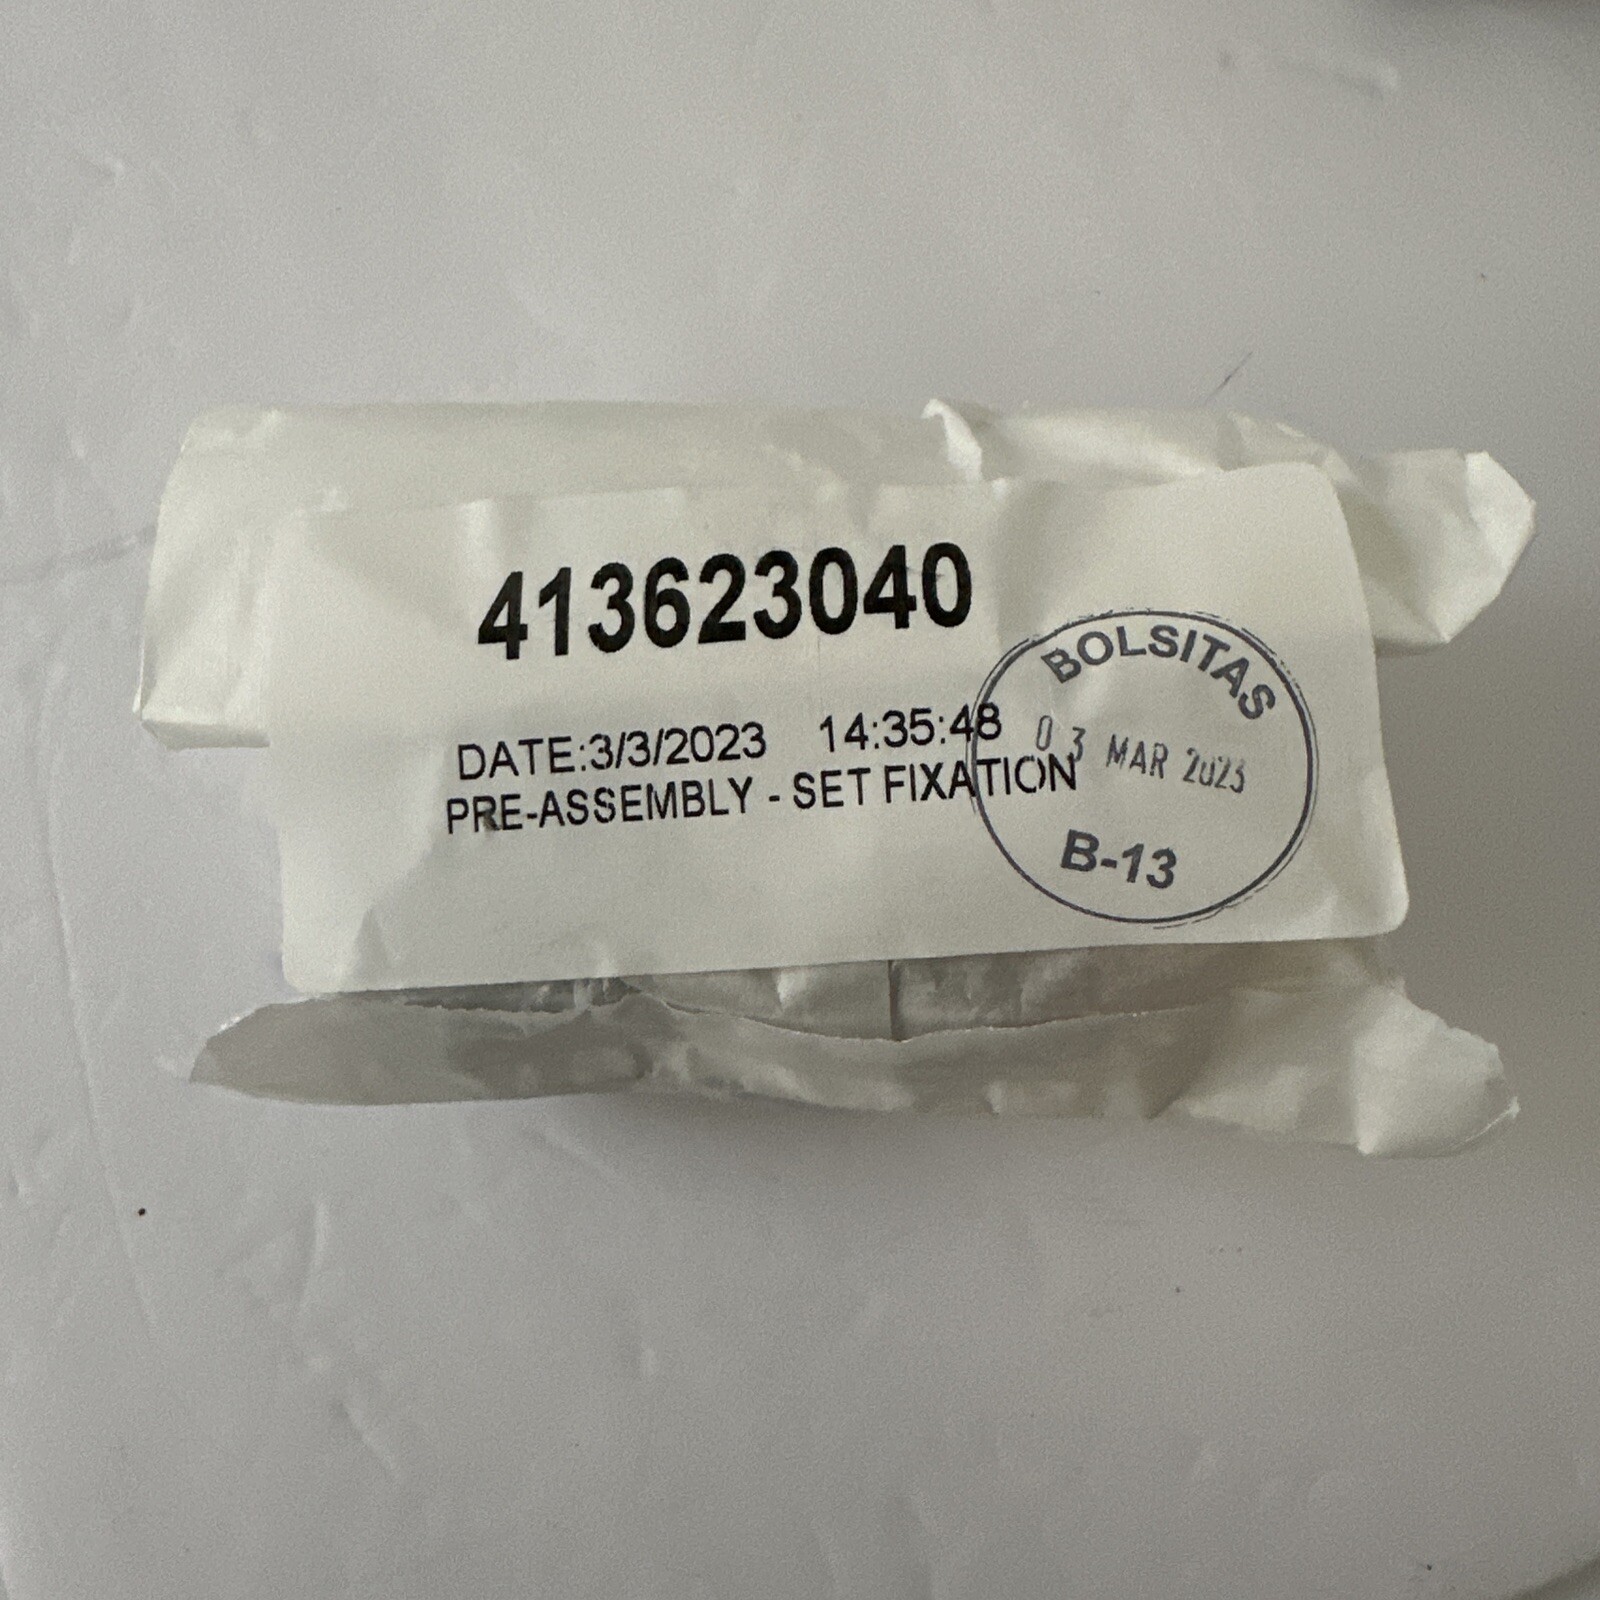 413623040
DATE:3/3/2023 14:35:48
PRE-ASSEMBLY - SET FIXATION
BOLSITAS
03 MAR 2023
B-13